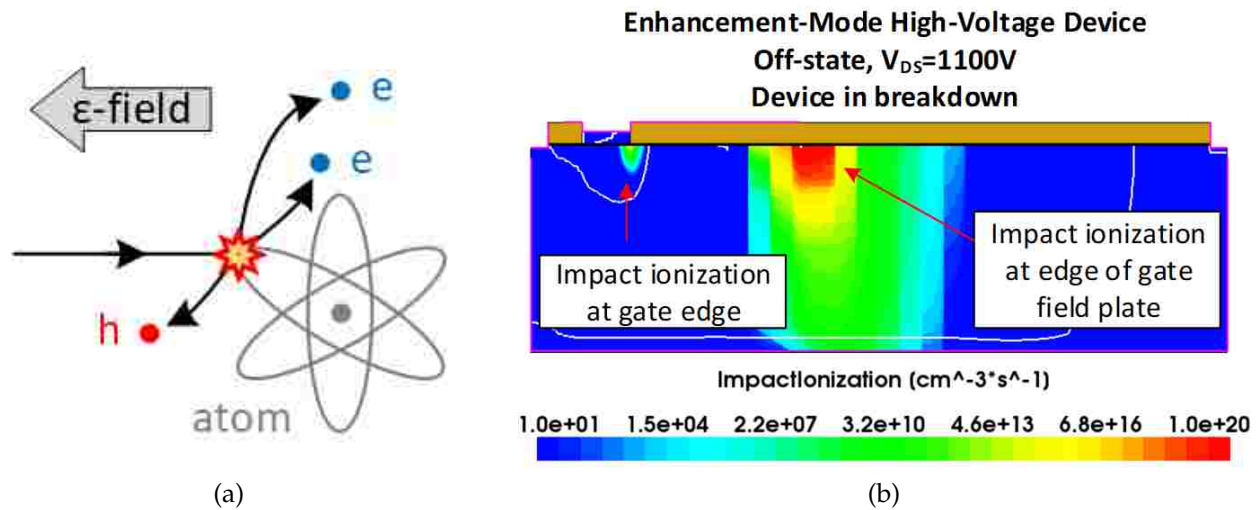 ε-field
e
e
h
atom
(a)
Enhancement-Mode High-Voltage Device
Off-state, VDS=1100V
Device in breakdown
Impact ionization
at gate edge
Impact ionization
at edge of gate
field plate
ImpactIonization (cm^-3*s^-1)
1.0e+01 1.5e+04 2.2e+07 3.2e+10 4.6e+13 6.8e+16 1.0e+20
(b)